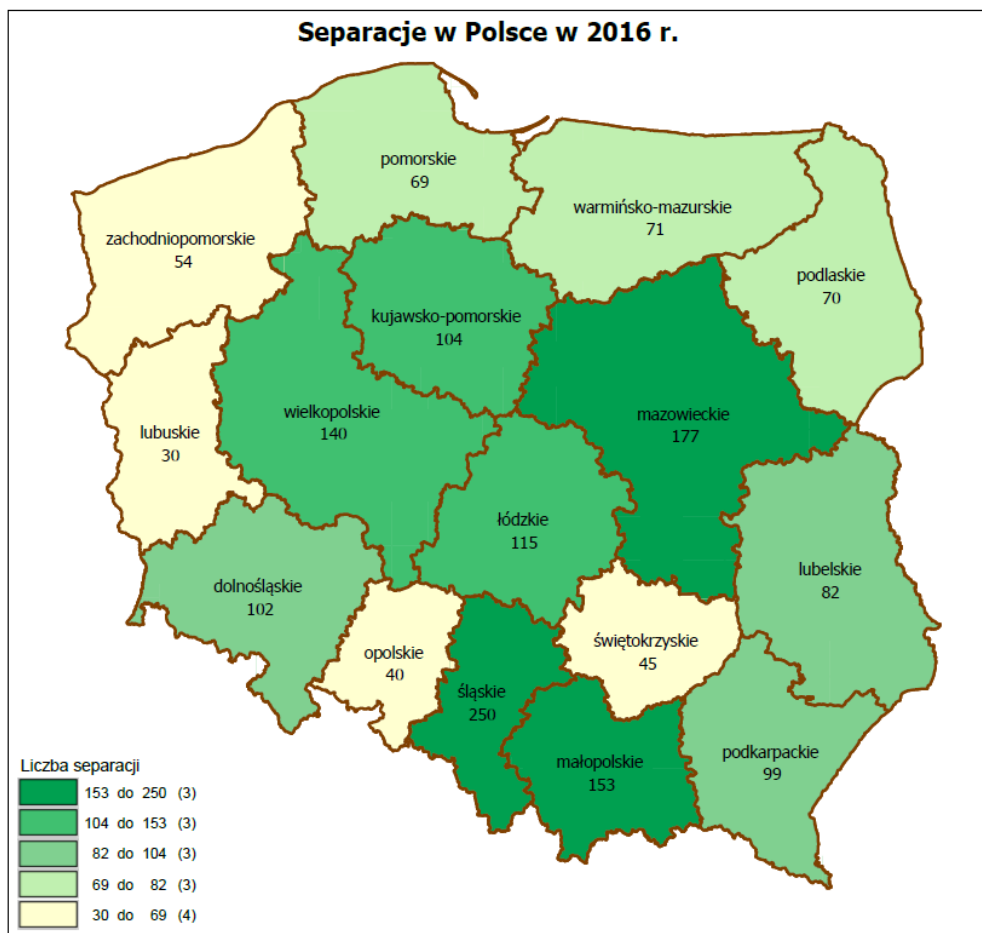 Separacje w Polsce w 2016 r.
pomorskie
69
warmińsko-mazurskie
71
zachodniopomorskie
54
podlaskie
70
kujawsko-pomorskie
104
wielkopolskie
140
mazowieckie
177
lubuskie
30
łódzkie
115
lubelskie
82
dolnośląskie
102
świętokrzyskie
45
opolskie
40
śląskie
250
małopolskie
153
podkarpackie
99
Liczba separacji
153 do 250 (3)
104 do 153 (3)
82 do 104 (3)
69 do 82 (3)
30 do 69 (4)